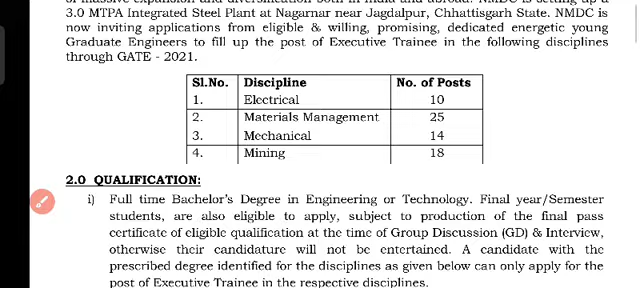 3.0 MTPA Integrated Steel Plant at Nagarnar near Jagdalpur, Chhattisgarh State. NMDC is
now inviting applications from eligible & willing, promising, dedicated energetic young
Graduate Engineers to fill up the post of Executive Trainee in the following disciplines
through GATE - 2021.
Sl.No. Discipline No. of Posts
1. Electrical 10
2. Materials Management 25
3. Mechanical 14
4. Mining 18
2.0 QUALIFICATION:
i) Full time Bachelor's Degree in Engineering or Technology. Final year/Semester
students, are also eligible to apply, subject to production of the final pass
certificate of eligible qualification at the time of Group Discussion (GD) & Interview,
otherwise their candidature will not be entertained. A candidate with the
prescribed degree identified for the disciplines as given below can only apply for the
post of Executive Trainee in the respective disciplines.